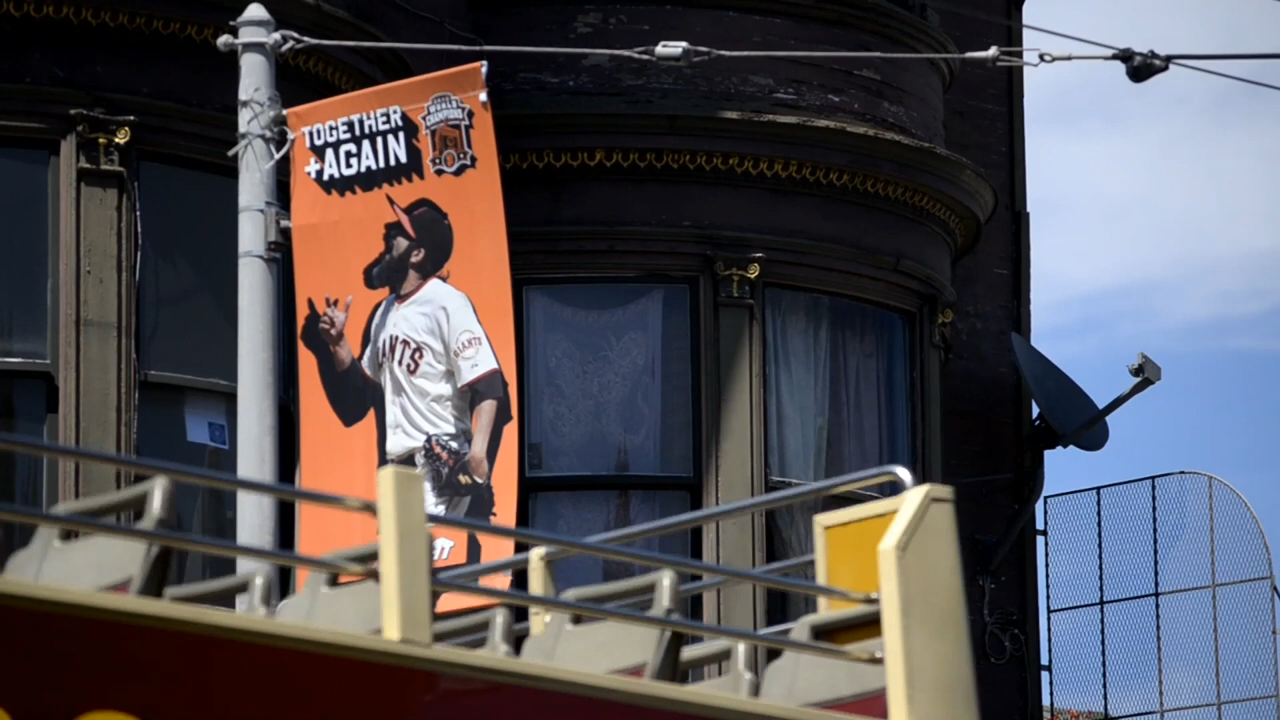 TOGETHER
+AGAIN
WORLD
CHAMPIONS
ANTS
GIANTS